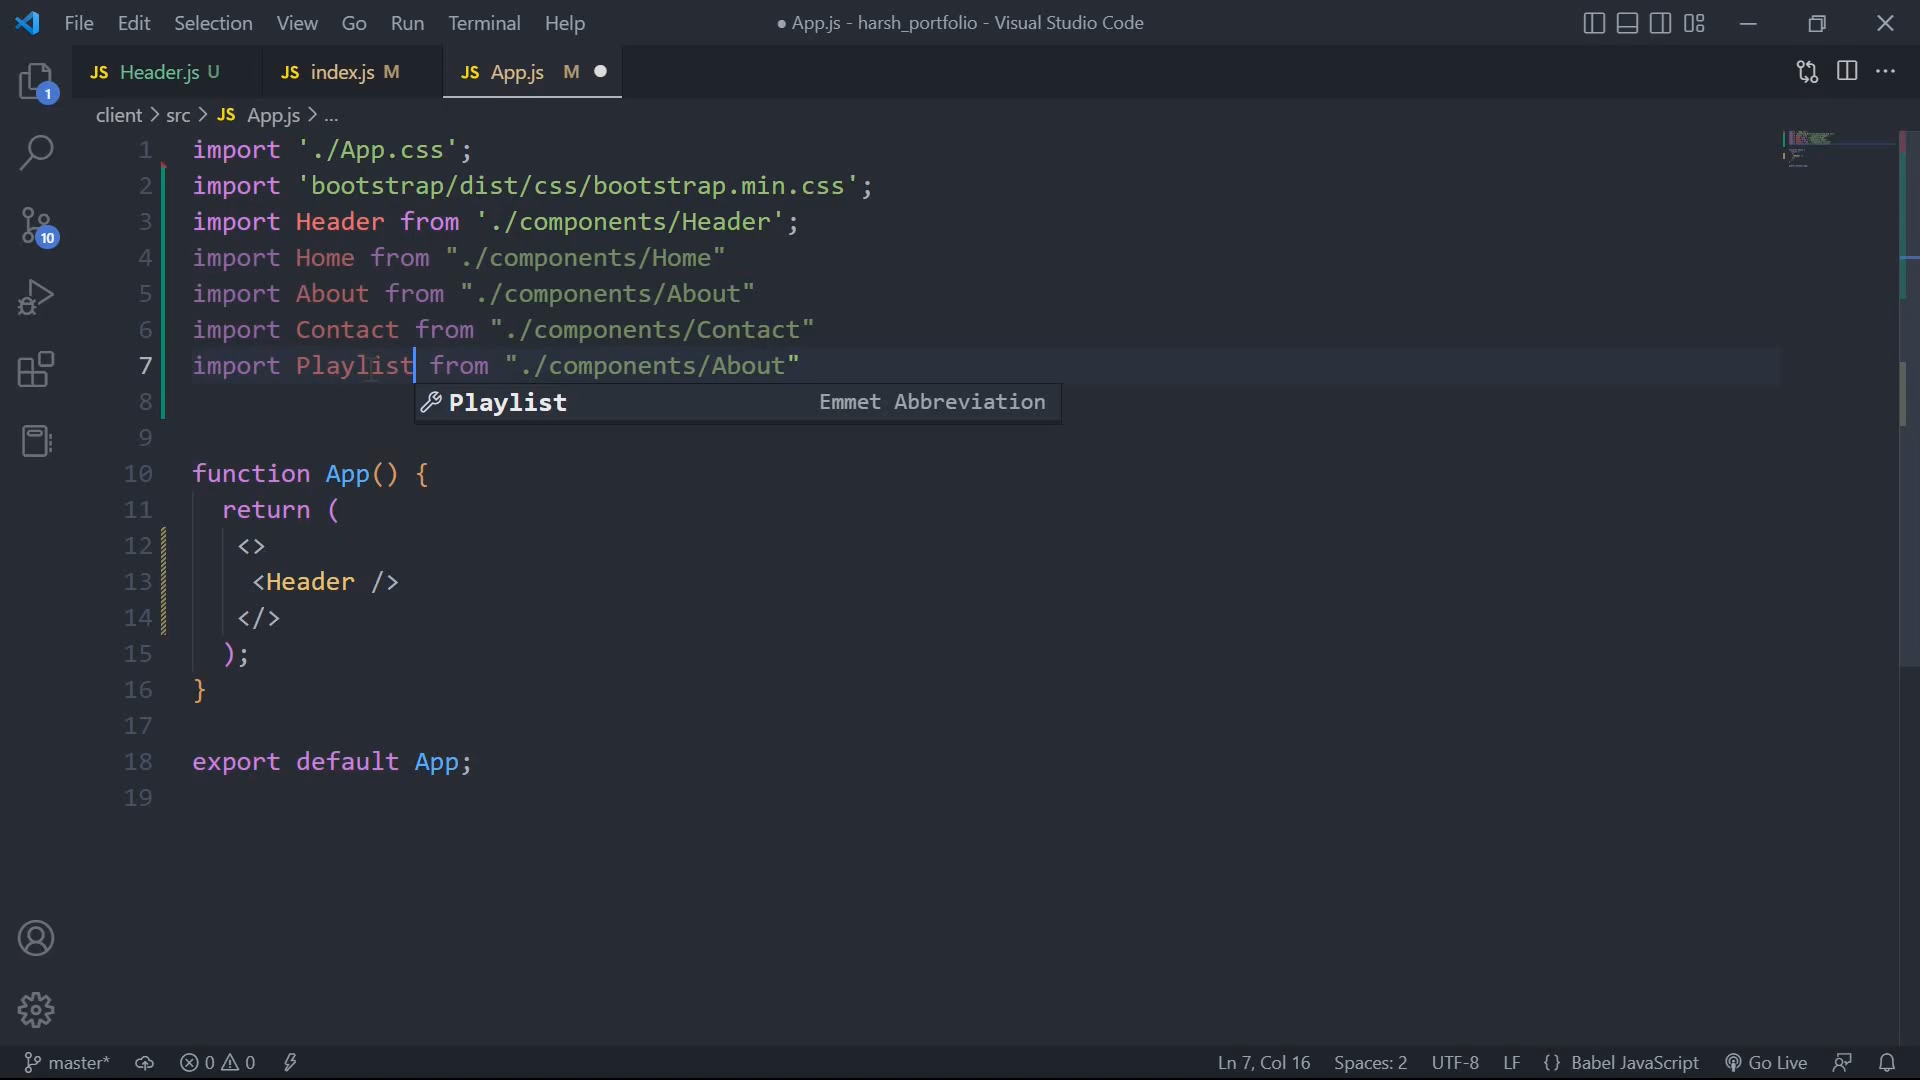 File Edit Selection View Go Run Terminal Help
● App.js - harsh_portfolio - Visual Studio Code
JS Header.js U
JS index.js M
JS App.js M
client > src > JS App.js > ...
1 import './App.css';
2 import 'bootstrap/dist/css/bootstrap.min.css';
3 import Header from './components/Header';
4 import Home from "./components/Home"
5 import About from "./components/About"
6 import Contact from "./components/Contact"
7 import Playlist from "./components/About"
Playlist Emmet Abbreviation
8
9
10 function App() {
11 return (
12 <>
13 <Header />
14 </>
15 );
16 }
17
18 export default App;
19
1
10
master* 0 0 Ln 7, Col 16 Spaces: 2 UTF-8 LF {} Babel JavaScript Go Live